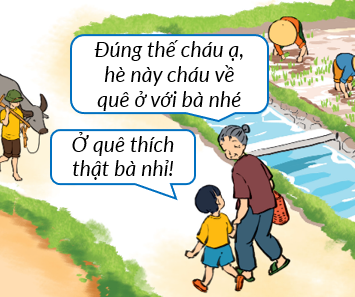 Đúng thế cháu ạ,
hè này cháu về
quê ở với bà nhé
Ở quê thích
thật bà nhỉ!